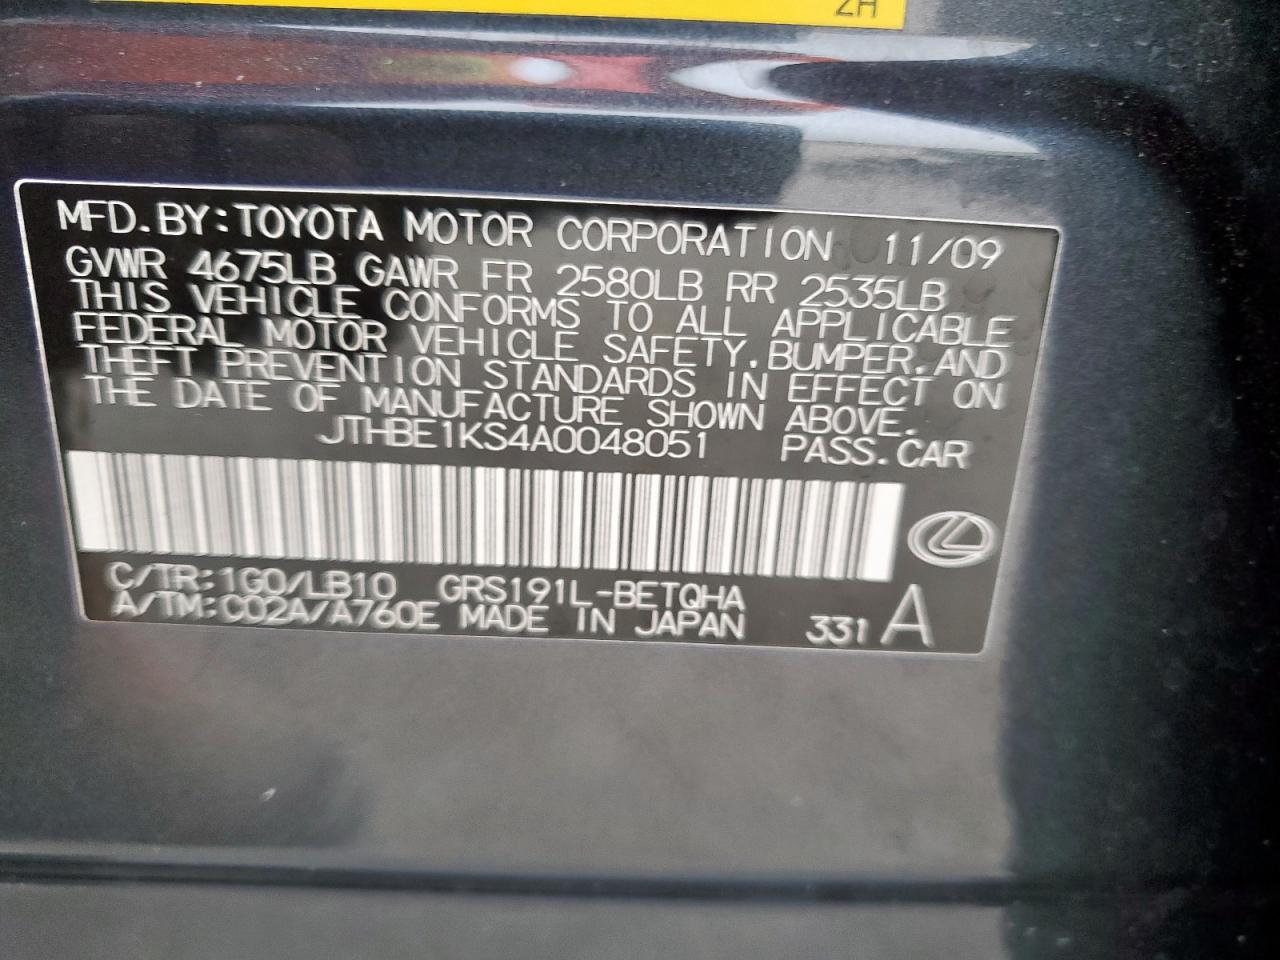 2H
MFD.BY:TOYOTA MOTOR CORPORATION 11/09
GVWR 4675LB GAWR FR 2580LB RR 2535LB
THIS VEHICLE CONFORMS TO ALL APPLICABLE
FEDERAL MOTOR VEHICLE SAFETY,BUMPER,AND
THEFT PREVENTION STANDARDS IN EFFECT ON
THE DATE OF MANUFACTURE SHOWN ABOVE.
JTHBE1KS4A0048051 PASS.CAR
C/TR:1G0/LB10 GRS191L-BETQHA
A/TM:C02A/A760E MADE IN JAPAN 331 A